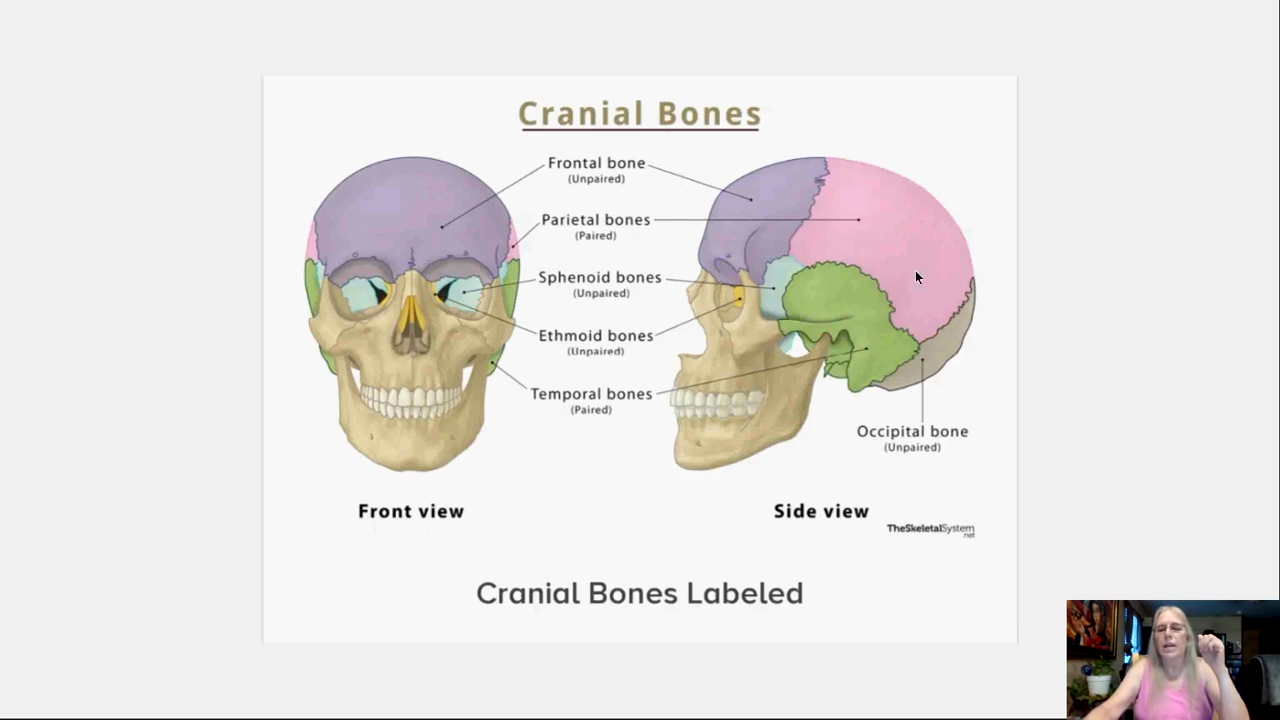 Cranial Bones
Frontal bone
(Unpaired)
Parietal bones
(Paired)
Sphenoid bones
(Unpaired)
Ethmoid bones
(Unpaired)
Temporal bones
(Paired)
Occipital bone
(Unpaired)
Front view
Side view
TheSkeletalSystem
.net
Cranial Bones Labeled